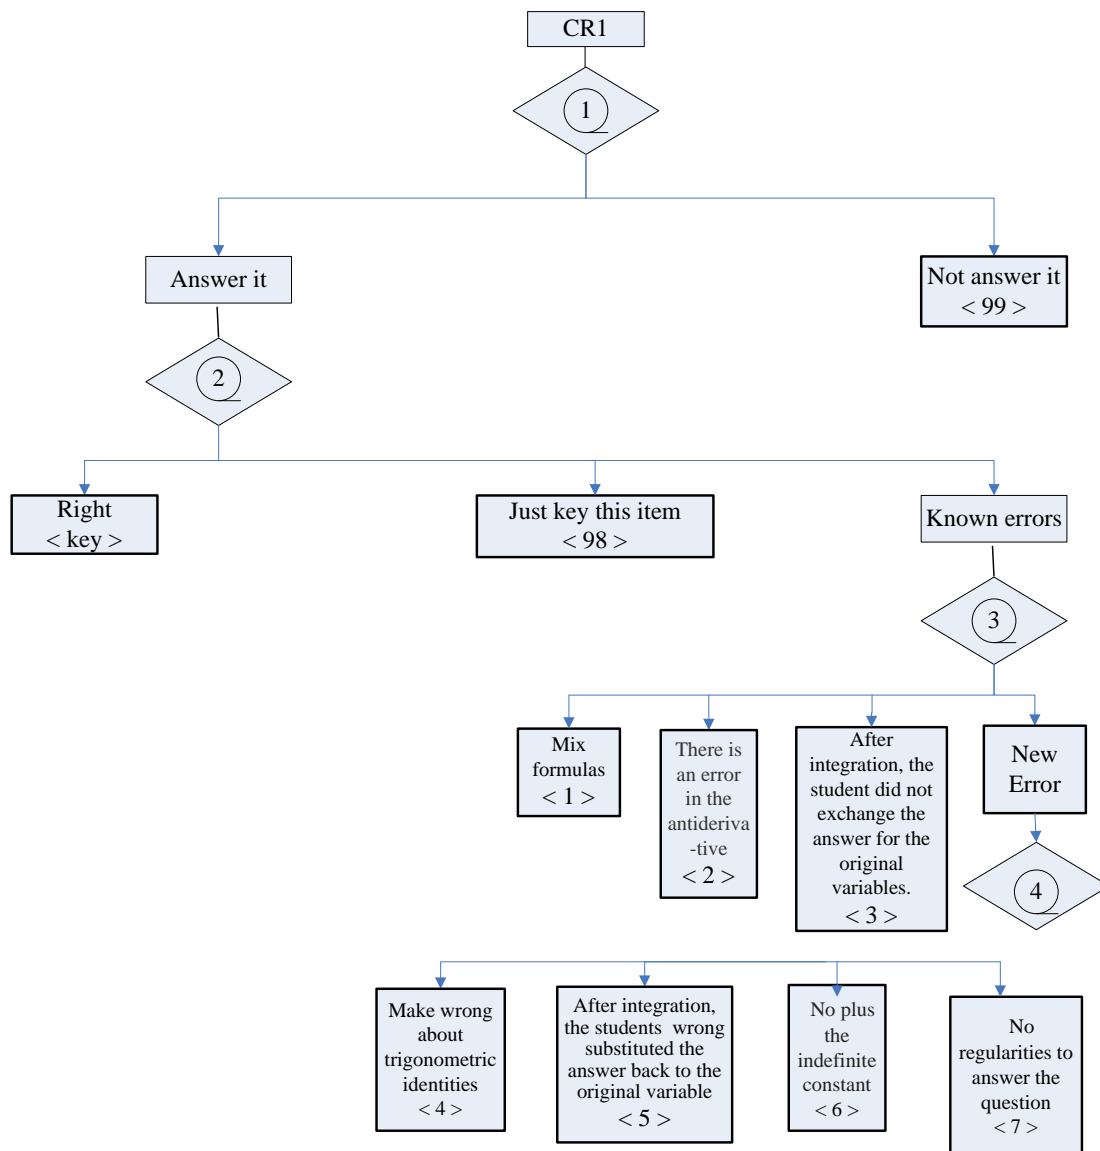 CR1
1
Answer it
Not answer it
< 99 >
2
Right
< key >
Just key this item
< 98 >
Known errors
3
Mix
formulas
< 1 >
There is
an error
in the
antideriva
-tive
< 2 >
After
integration, the
student did not
exchange the
answer for the
original
variables.
< 3 >
New
Error
4
Make wrong
about
trigonometric
identities
< 4 >
After integration,
the students wrong
substituted the
answer back to the
original variable
< 5 >
No plus
the
indefinite
constant
< 6 >
No
regularities to
answer the
question
< 7 >